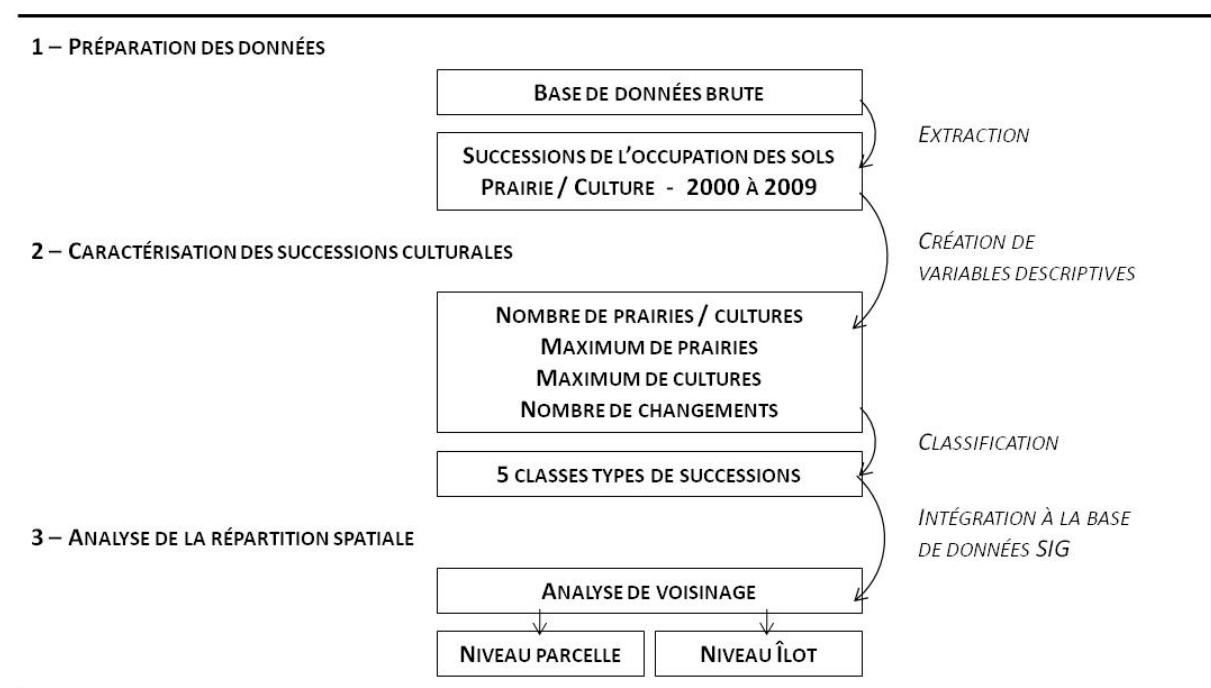 1 – PRÉPARATION DES DONNÉES
BASE DE DONNÉES BRUTE
EXTRACTION
SUCCESSIONS DE L'OCCUPATION DES SOLS
PRAIRIE / CULTURE - 2000 À 2009
2 – CARACTÉRISATION DES SUCCESSIONS CULTURALES
CRÉATION DE
VARIABLES DESCRIPTIVES
NOMBRE DE PRAIRIES / CULTURES
MAXIMUM DE PRAIRIES
MAXIMUM DE CULTURES
NOMBRE DE CHANGEMENTS
CLASSIFICATION
5 CLASSES TYPES DE SUCCESSIONS
INTÉGRATION À LA BASE
DE DONNÉES SIG
3 – ANALYSE DE LA RÉPARTITION SPATIALE
ANALYSE DE VOISINAGE
NIVEAU PARCELLE
NIVEAU ÎLOT